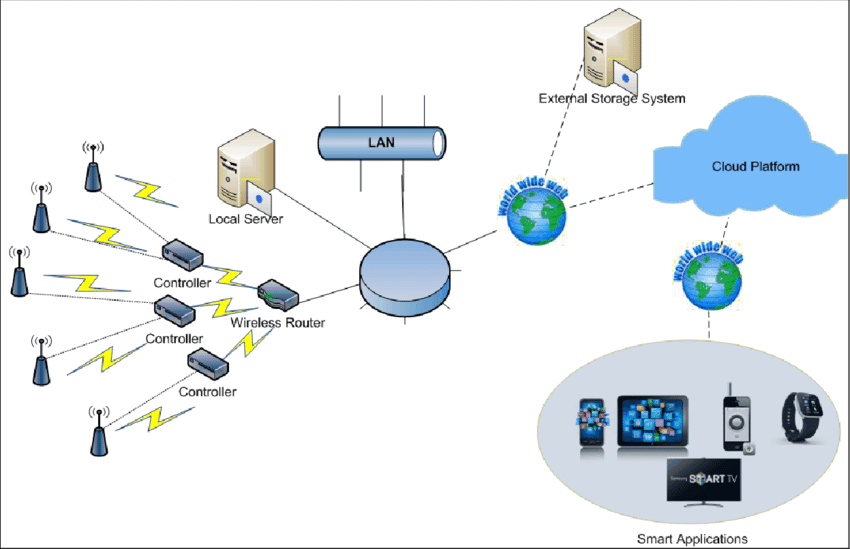 External Storage System
LAN
Cloud Platform
world wide web
Local Server
Controller
world wide web
Wireless Router
Controller
Controller
Samsung SMART TV
Smart Applications